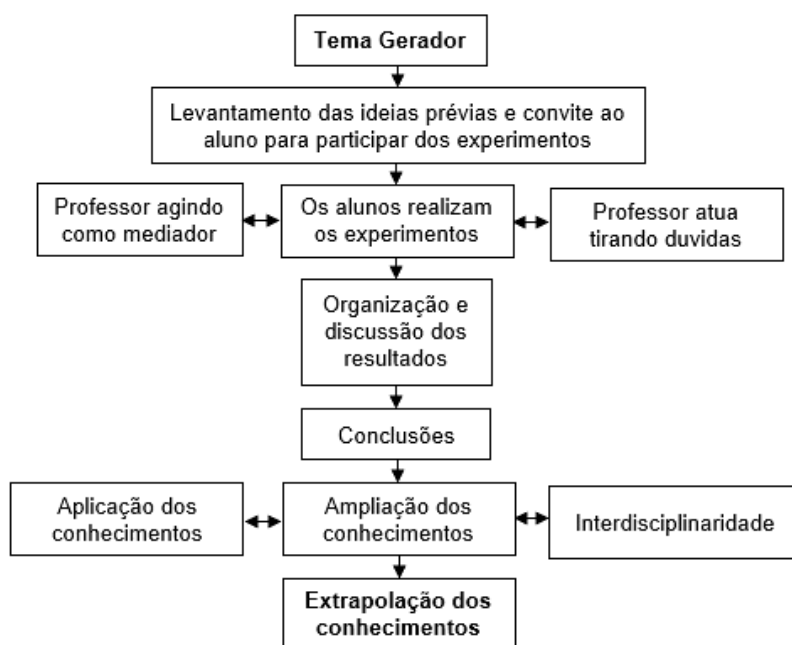 Tema Gerador
Levantamento das ideias prévias e convite ao
aluno para participar dos experimentos
Professor agindo
como mediador
Os alunos realizam
os experimentos
Professor atua
tirando duvidas
Organização e
discussão dos
resultados
Conclusões
Aplicação dos
conhecimentos
Ampliação dos
conhecimentos
Interdisciplinaridade
Extrapolação dos
conhecimentos